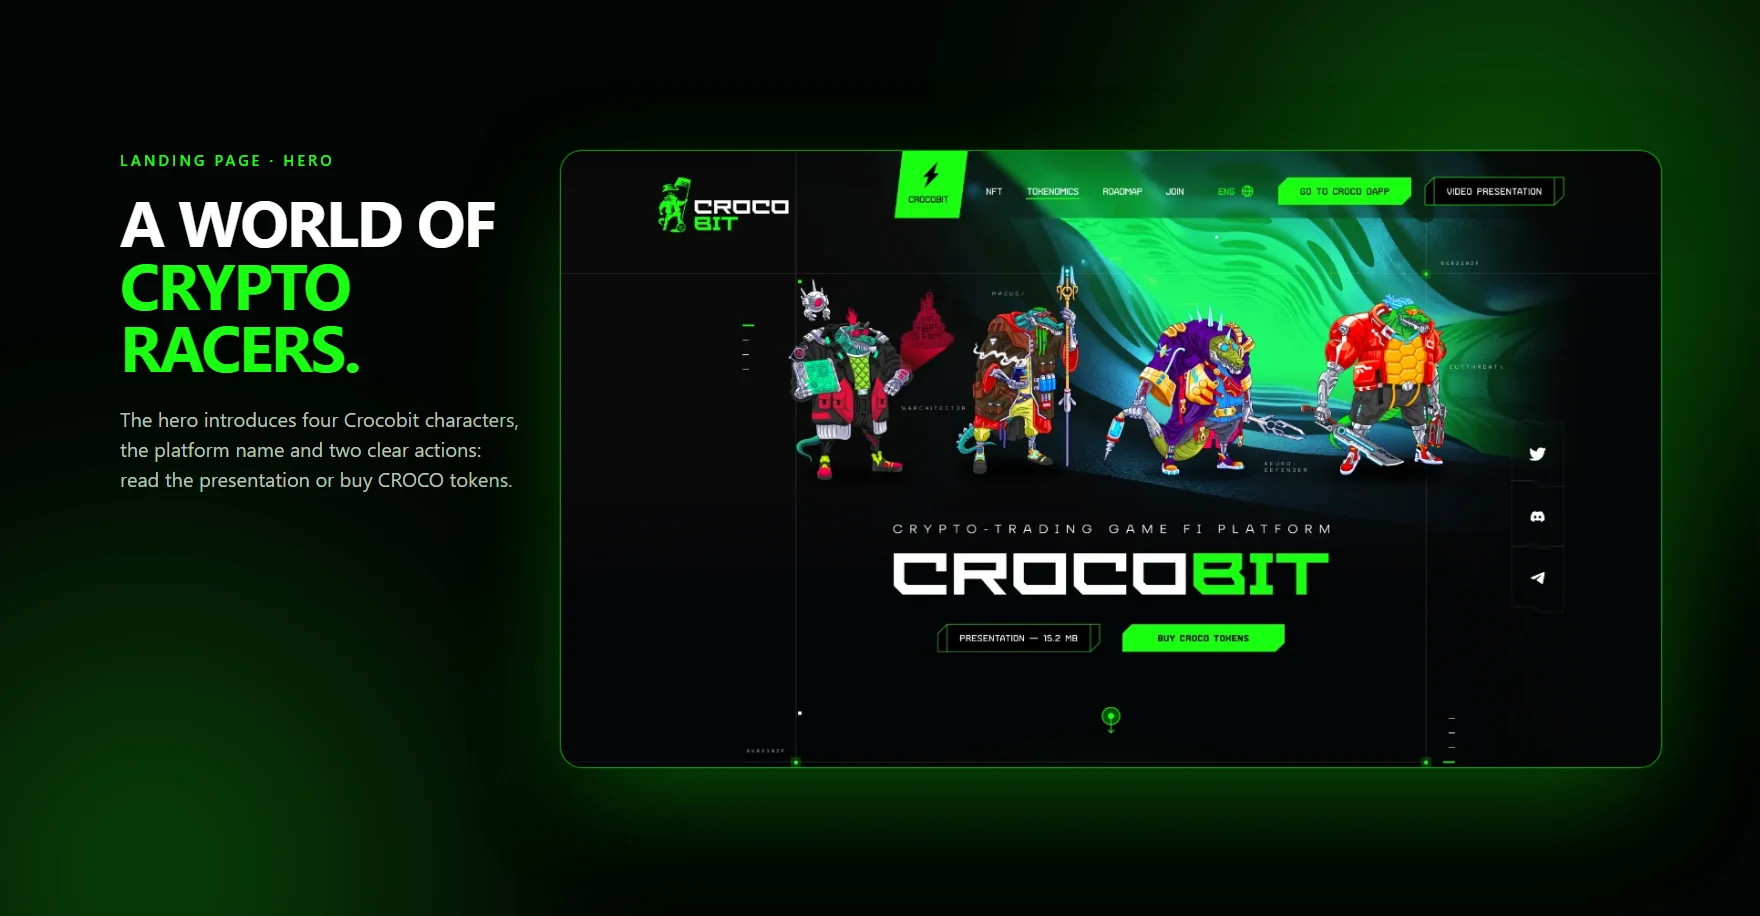 LANDING PAGE · HERO
A WORLD OF
CRYPTO
RACERS.
The hero introduces four Crocobit characters,
the platform name and two clear actions:
read the presentation or buy CROCO tokens.
CROCO
BIT
CROCOBIT
NFT
TOKENOMICS
ROADMAP
JOIN
ENG
GO TO CROCO DAPP
VIDEO PRESENTATION
CRYPTO-TRADING GAME FI PLATFORM
CROCOBIT
PRESENTATION — 15.2 MB
BUY CROCO TOKENS